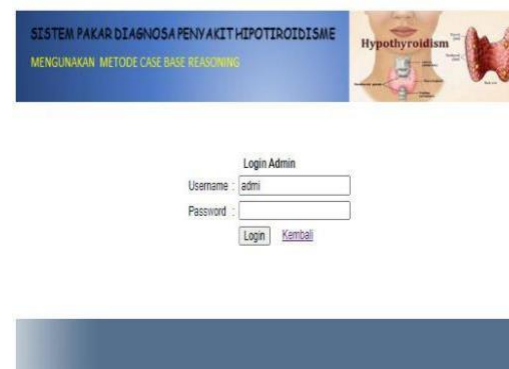 SISTEM PAKAR DIAGNOSA PENYAKIT HIPOTIROIDISME
MENGUNAKAN METODE CASE BASE REASONING
Hypothyroidism
Login Admin
Username : admi
Password :
Login Kembali